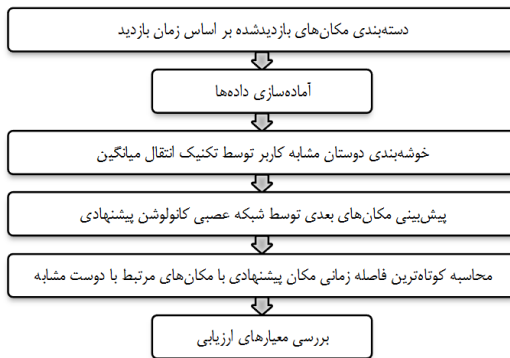 دسته‌بندی مکان‌های بازدیدشده بر اساس زمان بازدید
آماده‌سازی داده‌ها
خوشه‌بندی دوستان مشابه کاربر توسط تکنیک انتقال میانگین
پیش‌بینی مکان‌های بعدی توسط شبکه عصبی کانولوشن پیشنهادی
محاسبه کوتاه‌ترین فاصله زمانی مکان پیشنهادی با مکان‌های مرتبط با دوست مشابه
بررسی معیارهای ارزیابی